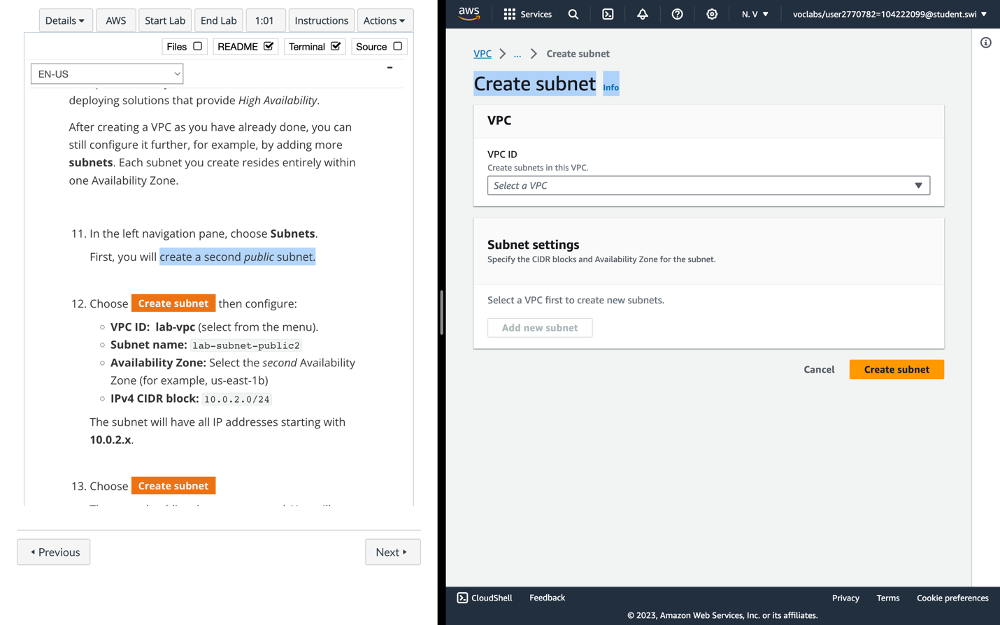 Details
AWS
Start Lab
End Lab
1:01
Instructions
Actions
Files
README
Terminal
Source
EN-US
deploying solutions that provide High Availability.
After creating a VPC as you have already done, you can
still configure it further, for example, by adding more
subnets. Each subnet you create resides entirely within
one Availability Zone.
11. In the left navigation pane, choose Subnets.
First, you will create a second public subnet.
12. Choose Create subnet then configure:
VPC ID: lab-vpc (select from the menu).
Subnet name: lab-subnet-public2
Availability Zone: Select the second Availability
Zone (for example, us-east-1b)
IPv4 CIDR block: 10.0.2.0/24
The subnet will have all IP addresses starting with
10.0.2.x.
13. Choose Create subnet
Previous
Next
aws
Services
N. V
voclabs/user2770782=104222099@student.swi
VPC > ... > Create subnet
Create subnet Info
VPC
VPC ID
Create subnets in this VPC.
Select a VPC
Subnet settings
Specify the CIDR blocks and Availability Zone for the subnet.
Select a VPC first to create new subnets.
Add new subnet
Cancel
Create subnet
CloudShell
Feedback
Privacy
Terms
Cookie preferences
© 2023, Amazon Web Services, Inc. or its affiliates.